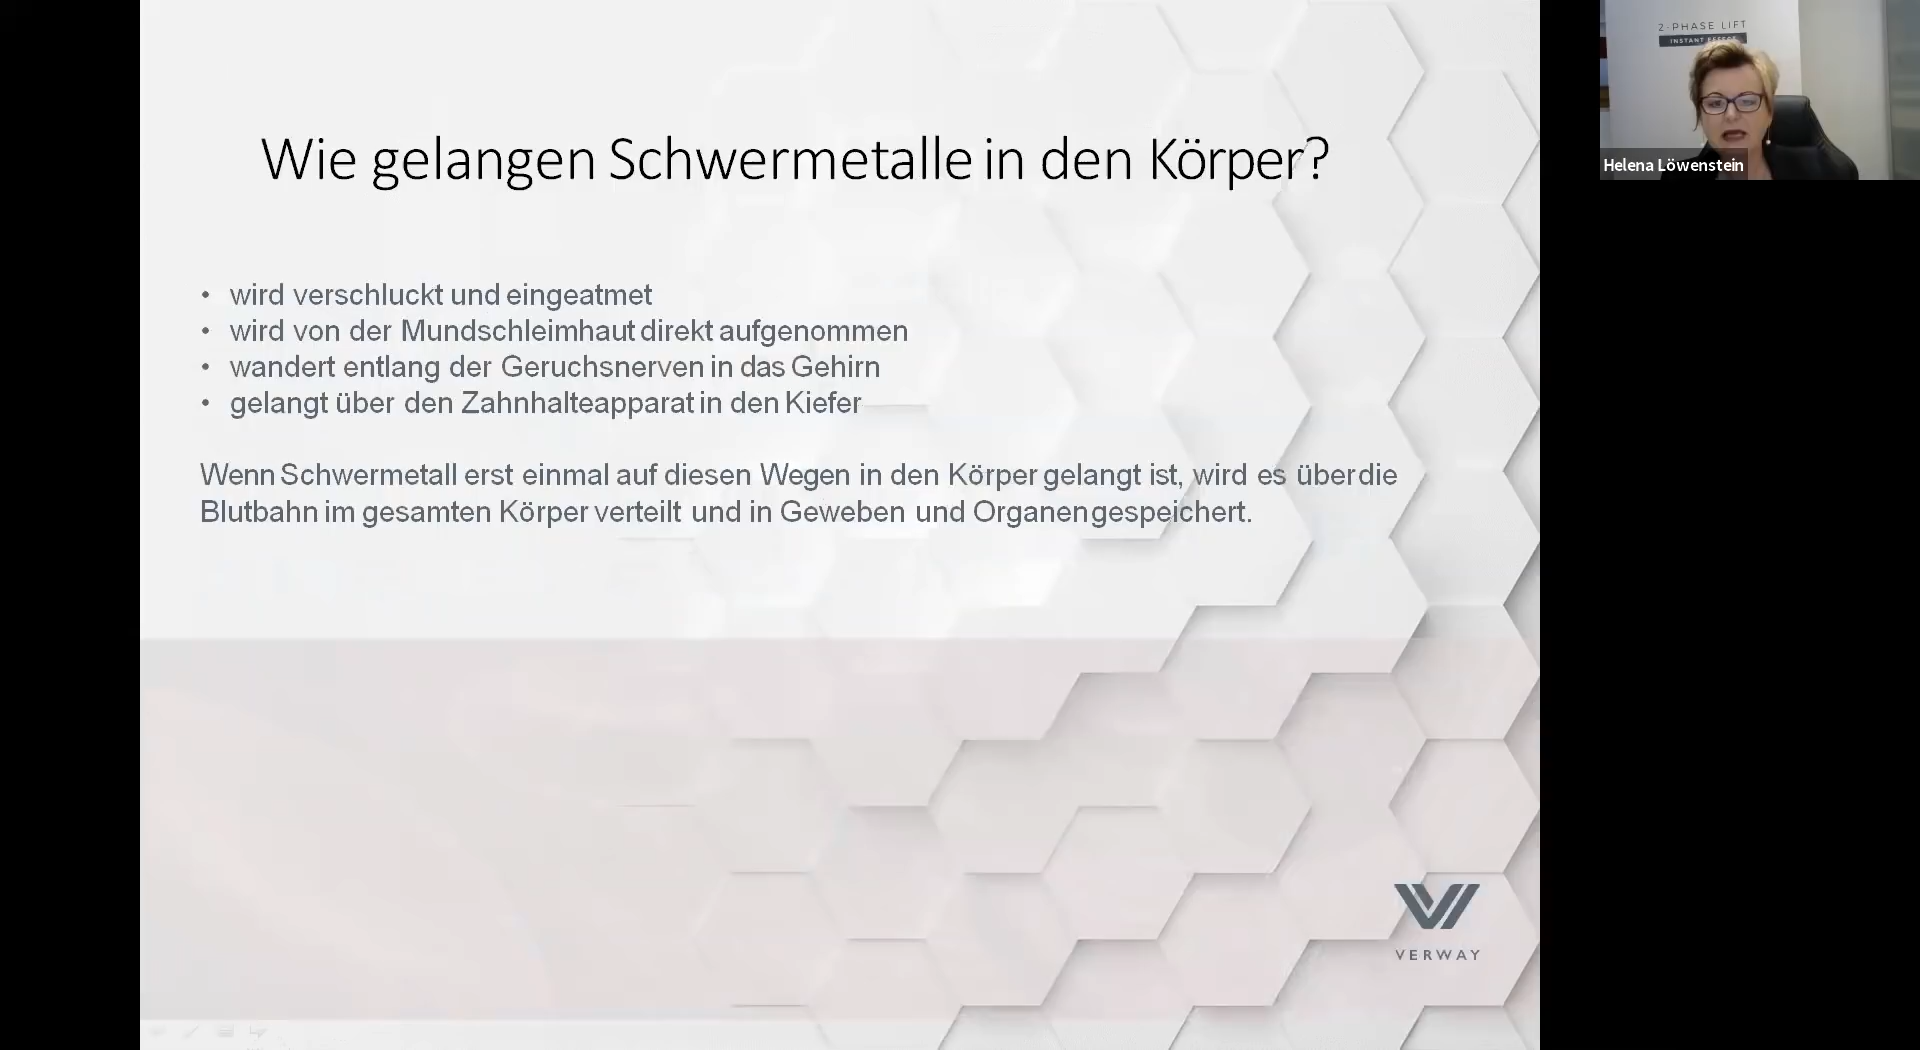 Wie gelangen Schwermetalle in den Körper?
• wird verschluckt und eingeatmet
• wird von der Mundschleimhaut direkt aufgenommen
• wandert entlang der Geruchsnerven in das Gehirn
• gelangt über den Zahnhalteapparat in den Kiefer
Wenn Schwermetall erst einmal auf diesen Wegen in den Körper gelangt ist, wird es über die
Blutbahn im gesamten Körper verteilt und in Geweben und Organen gespeichert.
VERWAY
2-PHASE LIFT
INSTANT EFFECT
Helena Löwenstein